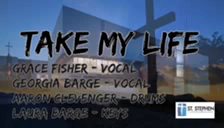 TAKE MY LIFE
GRACE FISHER - VOCAL
GEORGIA BARGE - VOCAL
AARON CLEVENGER - DRUMS
LAURA BARGE - KEYS
ST. STEPHEN